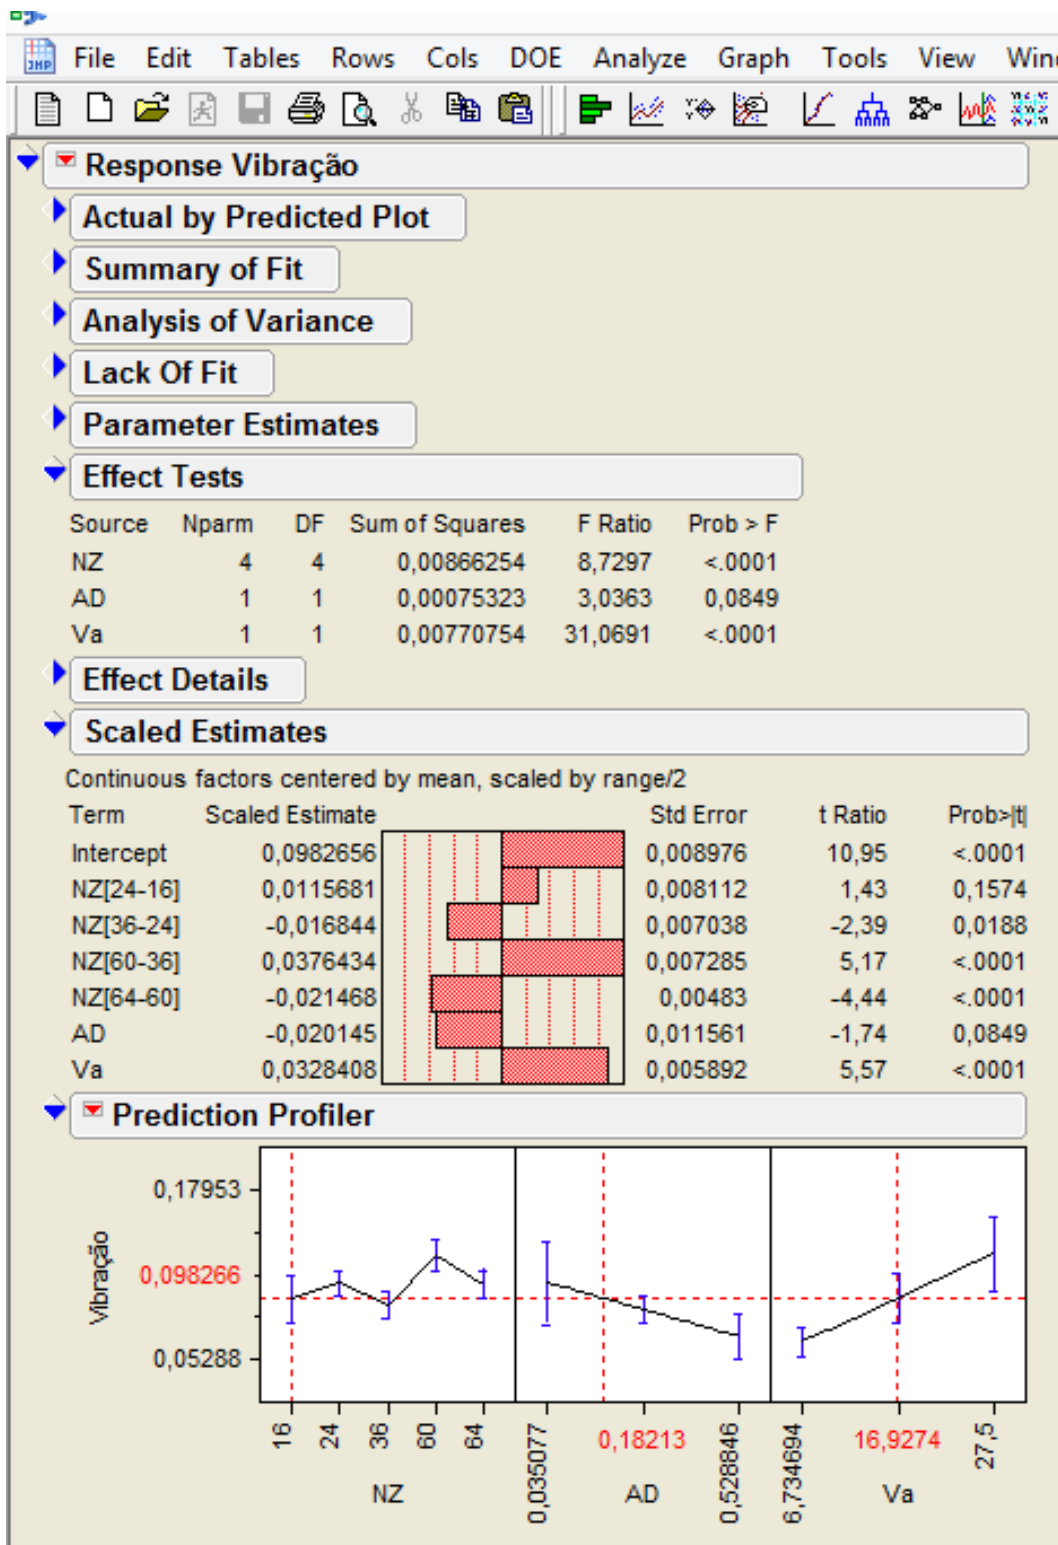 JMP File Edit Tables Rows Cols DOE Analyze Graph Tools View
Response Vibração
Actual by Predicted Plot
Summary of Fit
Analysis of Variance
Lack Of Fit
Parameter Estimates
Effect Tests
Source Nparm DF Sum of Squares F Ratio Prob > F
NZ 4 4 0,00866254 8,7297 <.0001
AD 1 1 0,00075323 3,0363 0,0849
Va 1 1 0,00770754 31,0691 <.0001
Effect Details
Scaled Estimates
Continuous factors centered by mean, scaled by range/2
Term Scaled Estimate Std Error t Ratio Prob>|t|
Intercept 0,0982656 0,008976 10,95 <.0001
NZ[24-16] 0,0115681 0,008112 1,43 0,1574
NZ[36-24] -0,016844 0,007038 -2,39 0,0188
NZ[60-36] 0,0376434 0,007285 5,17 <.0001
NZ[64-60] -0,021468 0,00483 -4,44 <.0001
AD -0,020145 0,011561 -1,74 0,0849
Va 0,0328408 0,005892 5,57 <.0001
Prediction Profiler
Vibração
0,17953
0,098266
0,05288
16 24 36 60 64
0,035077 0,18213 0,528846
6,734694 16,9274 27,5
NZ AD Va